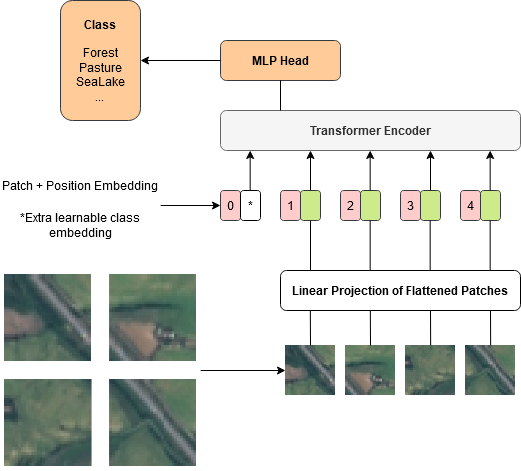 Class
Forest
Pasture
SeaLake
...
MLP Head
Transformer Encoder
Patch + Position Embedding
*Extra learnable class
embedding
0 * 1 2 3 4
Linear Projection of Flattened Patches